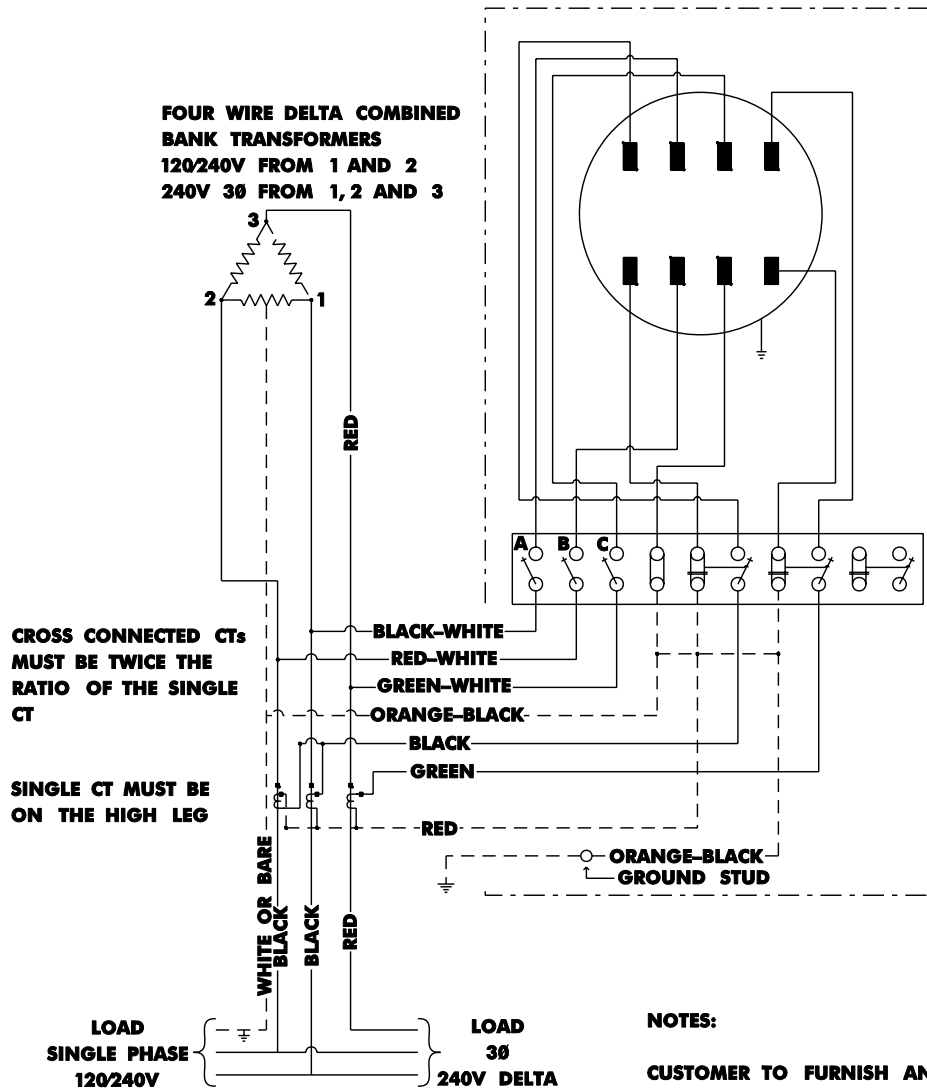 FOUR WIRE DELTA COMBINED
BANK TRANSFORMERS
120/240V FROM 1 AND 2
240V 3Ø FROM 1,2 AND 3
3
2
1
RED
A
B
C
CROSS CONNECTED CTs
MUST BE TWICE THE
RATIO OF THE SINGLE
CT
BLACK–WHITE
RED–WHITE
GREEN–WHITE
ORANGE–BLACK
BLACK
GREEN
SINGLE CT MUST BE
ON THE HIGH LEG
RED
ORANGE–BLACK
GROUND STUD
WHITE OR BARE
BLACK
BLACK
RED
LOAD
SINGLE PHASE
120/240V
LOAD
3Ø
240V DELTA
NOTES:
CUSTOMER TO FURNISH AN